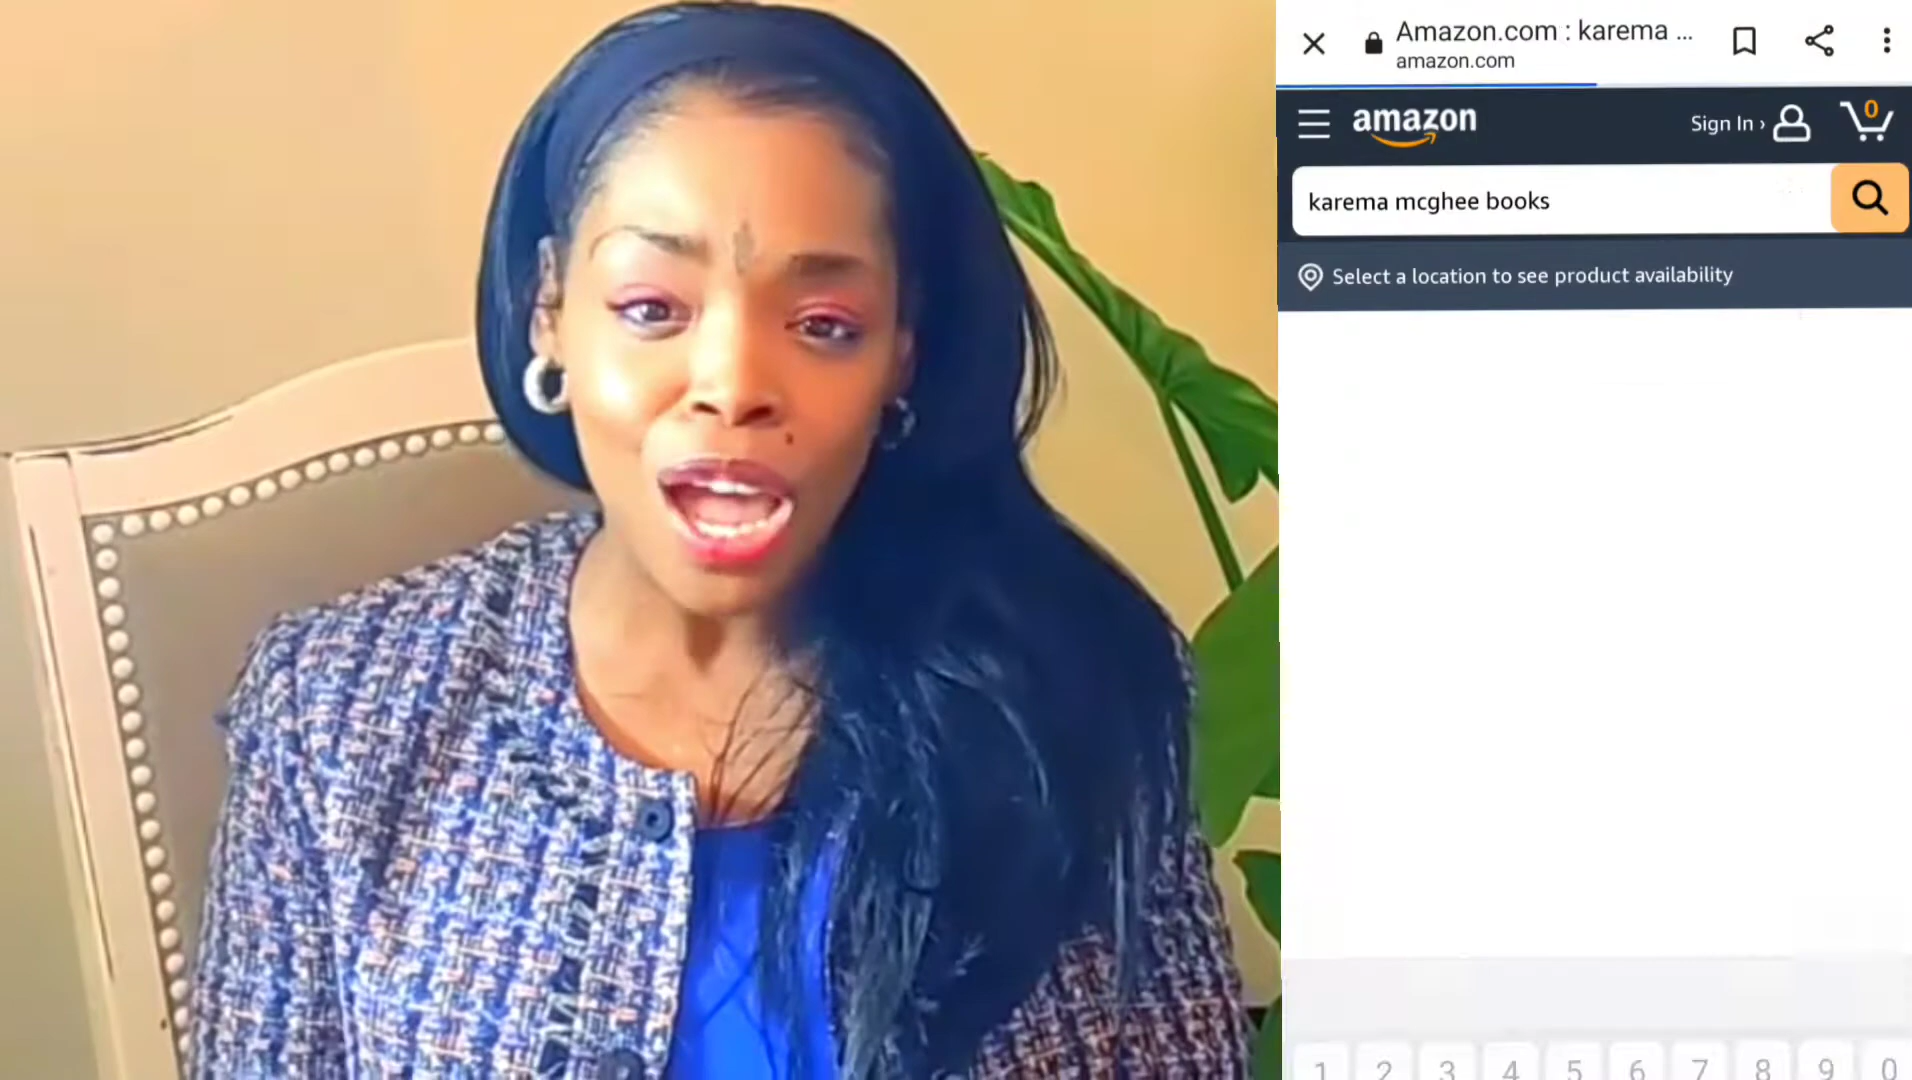 Amazon.com : karema ...
amazon.com
amazon
Sign In ›
0
karema mcghee books
Select a location to see product availability
1 2 3 4 5 6 7 8 9 0